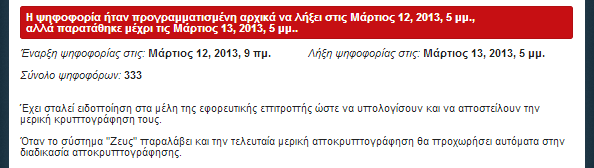 Η ψηφοφορία ήταν προγραμματισμένη αρχικά να λήξει στις Μάρτιος 12, 2013, 5 μμ.,
αλλά παρατάθηκε μέχρι τις Μάρτιος 13, 2013, 5 μμ..
Έναρξη ψηφοφορίας στις: Μάρτιος 12, 2013, 9 πμ. Λήξη ψηφοφορίας στις: Μάρτιος 13, 2013, 5 μμ.
Σύνολο ψηφοφόρων: 333
Έχει σταλεί ειδοποίηση στα μέλη της εφορευτικής επιτροπής ώστε να υπολογίσουν και να αποστείλουν την
μερική κρυπτογράφηση τους.
Όταν το σύστημα "Ζευς" παραλάβει και την τελευταία μερική αποκρυπτογράφηση θα προχωρήσει αυτόματα στην
διαδικασία αποκρυπτογράφησης.